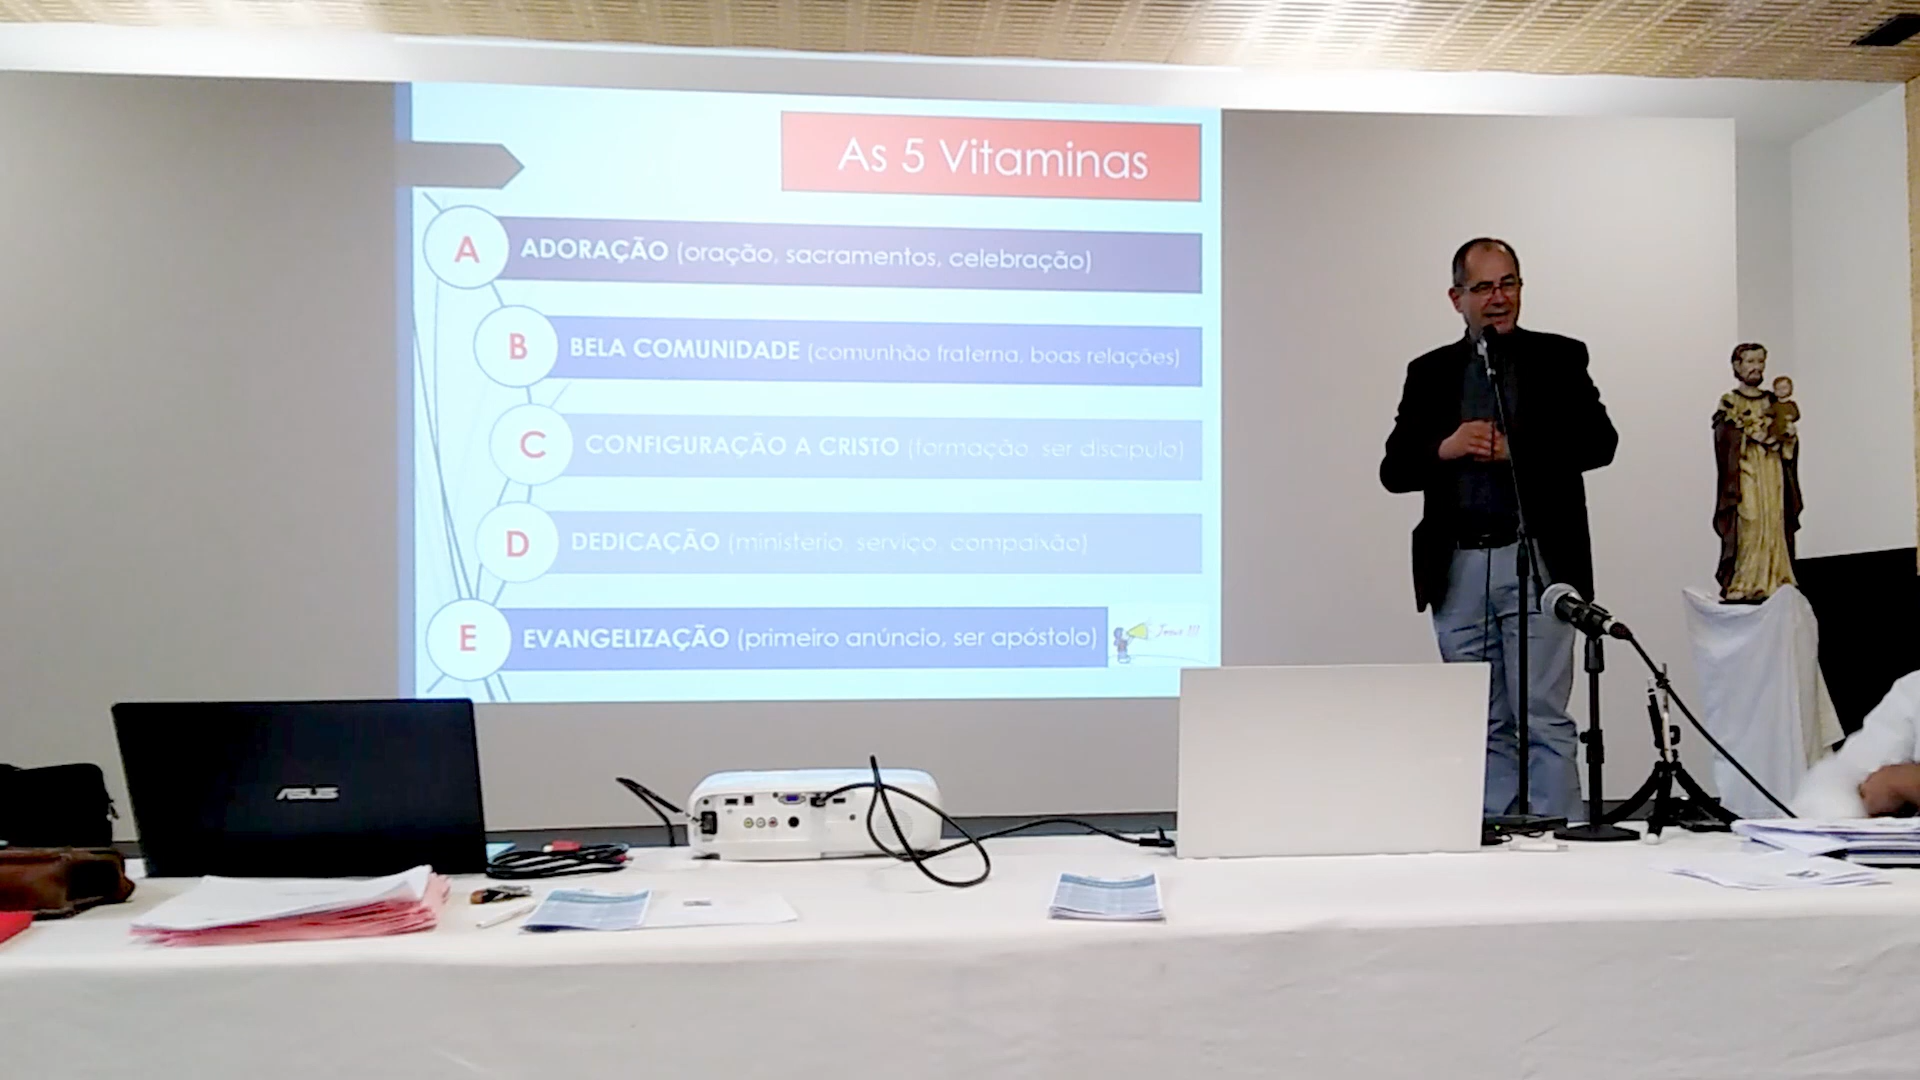 As 5 Vitaminas
A ADORAÇÃO (oração, sacramentos, celebração)
B BELA COMUNIDADE (comunhão fraterna, boas relações)
C CONFIGURAÇÃO A CRISTO (formação, ser discípulo)
D DEDICAÇÃO (ministério, serviço, compaixão)
E EVANGELIZAÇÃO (primeiro anúncio, ser apóstolo)
Jesus !!!
ASUS